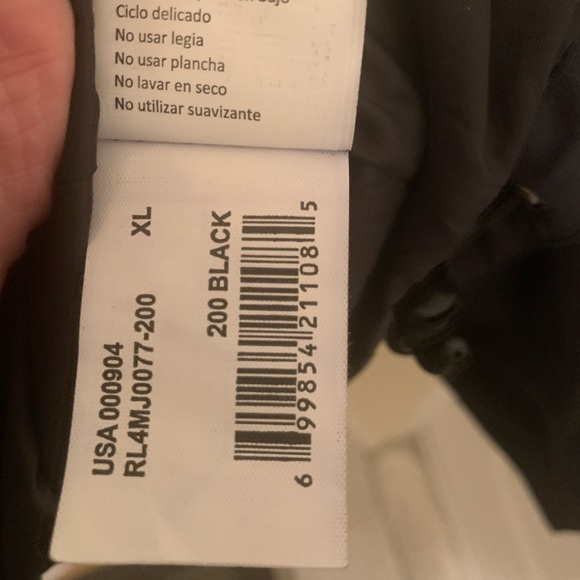 Ciclo delicado
No usar legia
No usar plancha
No lavar en seco
No utilizar suavizante
USA 000904
RL4MJ0077-200 XL
200 BLACK
6 99854 21108 5